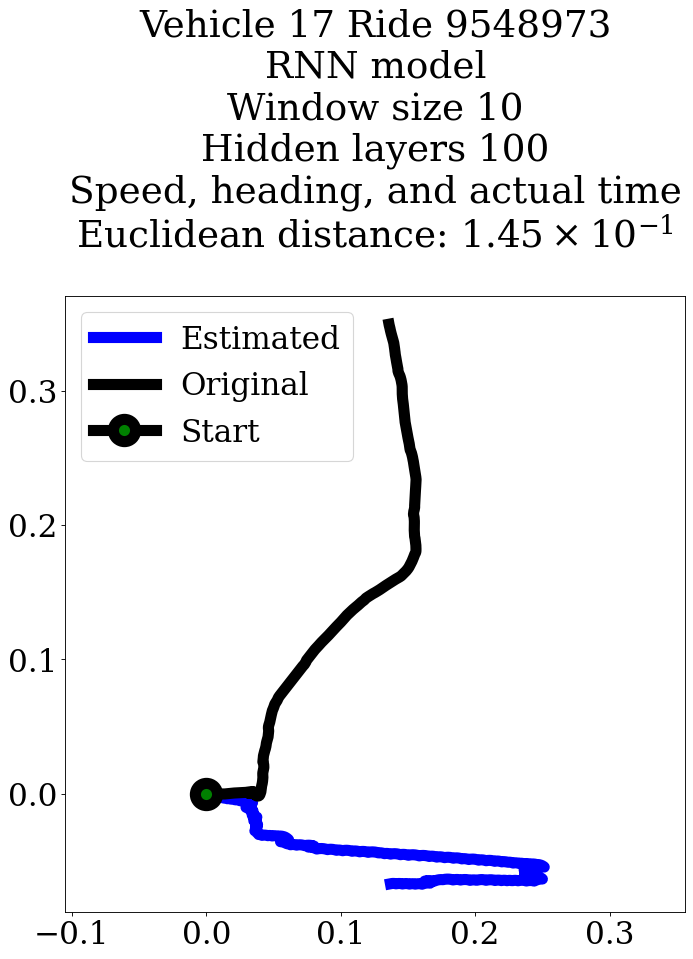 Vehicle 17 Ride 9548973
RNN model
Window size 10
Hidden layers 100
Speed, heading, and actual time
Euclidean distance: 1.45 × 10⁻¹
Estimated
Original
Start
0.3
0.2
0.1
0.0
−0.1 0.0 0.1 0.2 0.3